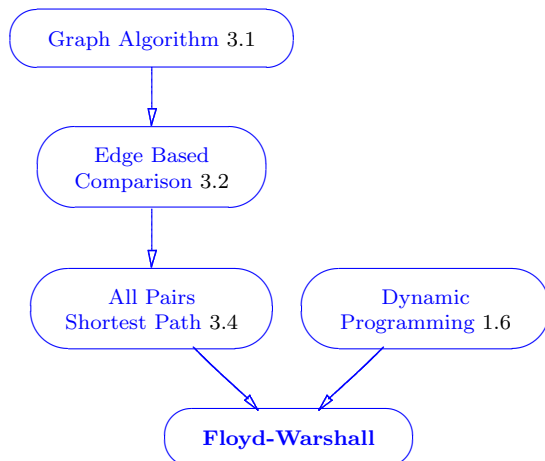 Graph Algorithm 3.1
Edge Based
Comparison 3.2
All Pairs
Shortest Path 3.4
Dynamic
Programming 1.6
Floyd-Warshall